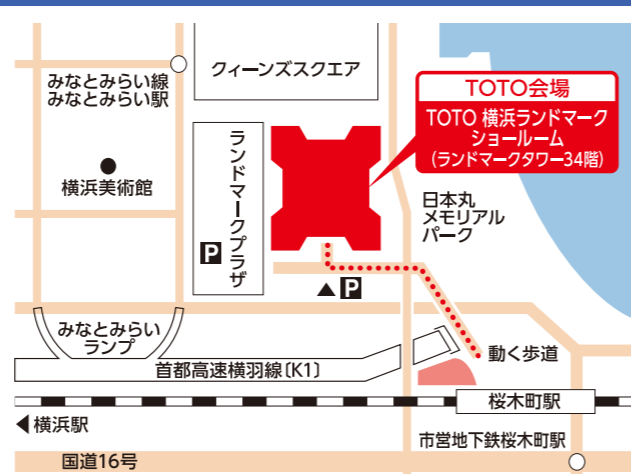 クィーンズスクエア
みなとみらい線
みなとみらい駅
TOTO会場
TOTO 横浜ランドマーク
ショールーム
(ランドマークタワー34階)
ランドマークプラザ
横浜美術館
日本丸
メモリアル
パーク
P
P
みなとみらい
ランプ
動く歩道
首都高速横羽線〔K1〕
桜木町駅
横浜駅
市営地下鉄桜木町駅
国道16号